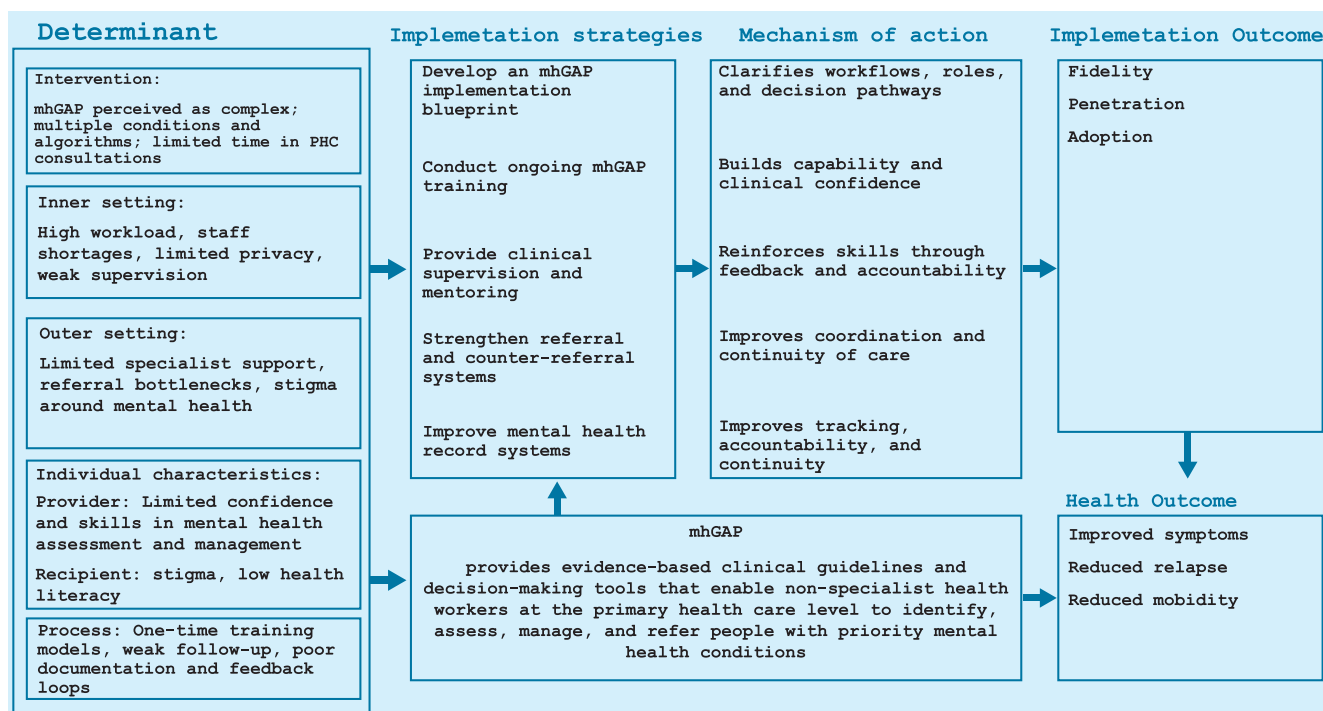 Determinant
Intervention:
mhGAP perceived as complex;
multiple conditions and
algorithms; limited time in PHC
consultations
Inner setting:
High workload, staff
shortages, limited privacy,
weak supervision
Outer setting:
Limited specialist support,
referral bottlenecks, stigma
around mental health
Individual characteristics:
Provider: Limited confidence
and skills in mental health
assessment and management
Recipient: stigma, low health
literacy
Process: One-time training
models, weak follow-up, poor
documentation and feedback
loops
Implemetation strategies
Develop an mhGAP
implementation
blueprint
Conduct ongoing mhGAP
training
Provide clinical
supervision and
mentoring
Strengthen referral
and counter-referral
systems
Improve mental health
record systems
Mechanism of action
Clarifies workflows, roles,
and decision pathways
Builds capability and
clinical confidence
Reinforces skills through
feedback and accountability
Improves coordination and
continuity of care
Improves tracking,
accountability, and
continuity
Implemetation Outcome
Fidelity
Penetration
Adoption
mhGAP
provides evidence-based clinical guidelines and
decision-making tools that enable non-specialist health
workers at the primary health care level to identify,
assess, manage, and refer people with priority mental
health conditions
Health Outcome
Improved symptoms
Reduced relapse
Reduced mobidity